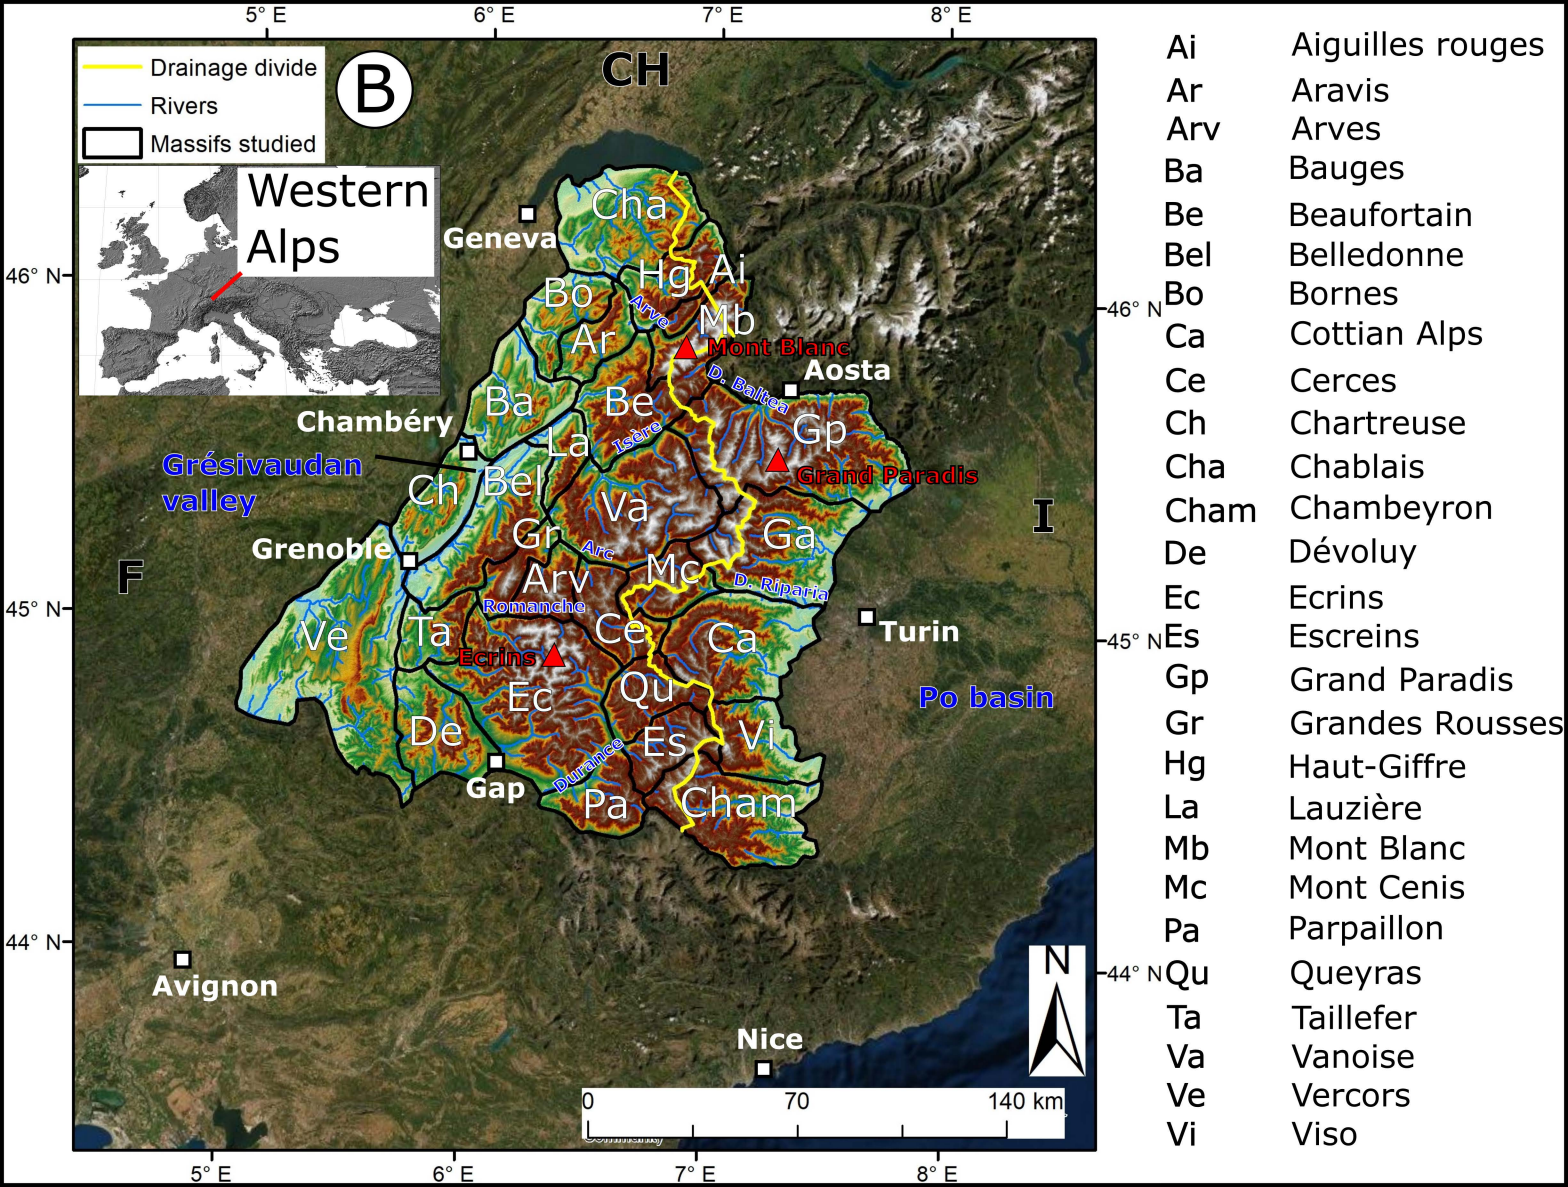 5° E
6° E
7° E
8° E
Drainage divide
Rivers
Massifs studied
B
CH
Western
Alps
46° N
45° N
44° N
46° N
45° N
44° N
Geneva
Chambéry
Grésivaudan
valley
Grenoble
F
I
Aosta
Turin
Po basin
Gap
Avignon
Nice
Cha
Hg
Ai
Bo
Arve
Mb
Ar
Mont Blanc
D. Baltea
Ba
Be
Gp
La
Isère
Grand Paradis
Bel
Ch
Va
Gr
Ga
Arc
Mc
Arv
D. Riparia
Romanche
Ve
Ta
Ce
Ca
Ecrins
Ec
Qu
De
Es
Vi
Durance
Pa
Cham
N
0 70 140 km
5° E
6° E
7° E
8° E
Ai Aiguilles rouges
Ar Aravis
Arv Arves
Ba Bauges
Be Beaufortain
Bel Belledonne
Bo Bornes
Ca Cottian Alps
Ce Cerces
Ch Chartreuse
Cha Chablais
Cham Chambeyron
De Dévoluy
Ec Ecrins
Es Escreins
Gp Grand Paradis
Gr Grandes Rousses
Hg Haut-Giffre
La Lauzière
Mb Mont Blanc
Mc Mont Cenis
Pa Parpaillon
Qu Queyras
Ta Taillefer
Va Vanoise
Ve Vercors
Vi Viso